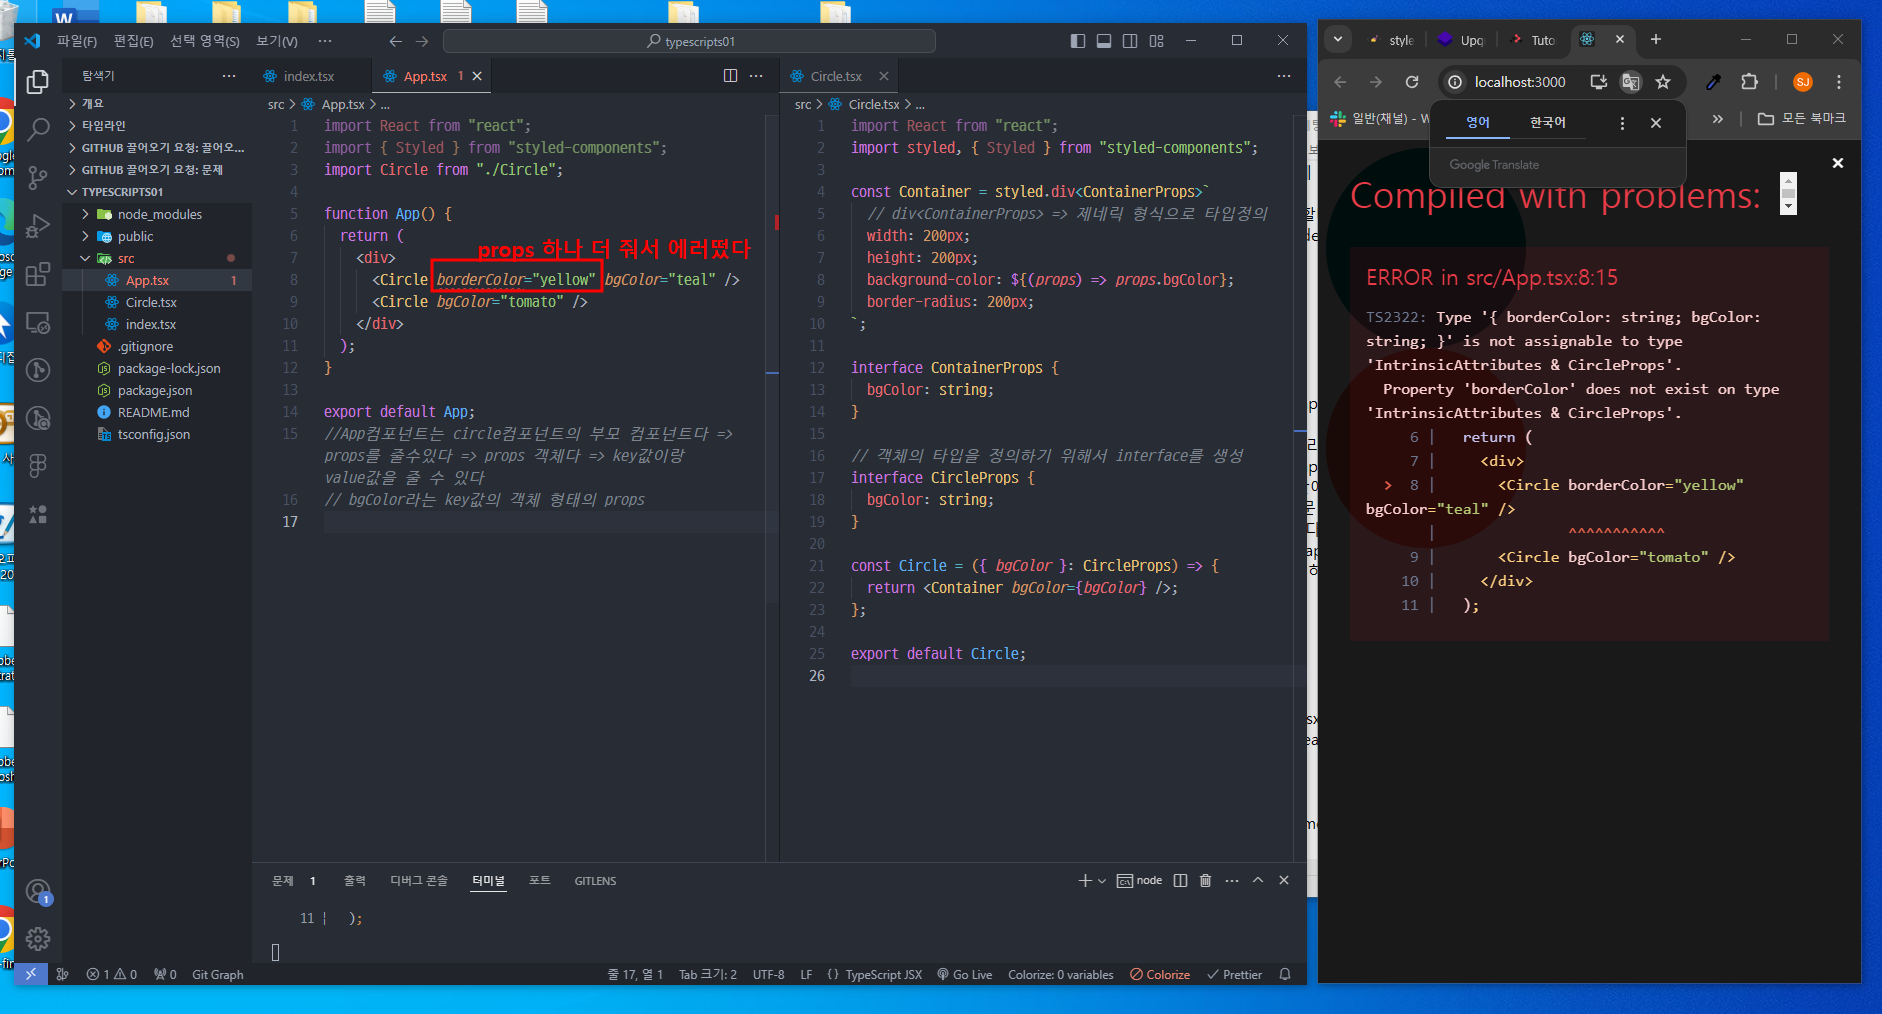 파일(F) 편집(E) 선택 영역(S) 보기(V) ··· typescripts01
탐색기 ···
개요
타임라인
GITHUB 끌어오기 요청: 끌어오...
GITHUB 끌어오기 요청: 문제
TYPESCRIPTS01
node_modules
public
src
App.tsx 1
Circle.tsx
index.tsx
.gitignore
package-lock.json
package.json
README.md
tsconfig.json
index.tsx App.tsx 1
src > App.tsx > ...
1 import React from "react";
2 import { Styled } from "styled-components";
3 import Circle from "./Circle";
4
5 function App() {
6 return (
props 하나 더 줘서 에러떴다
7 <div>
8 <Circle borderColor="yellow" bgColor="teal" />
9 <Circle bgColor="tomato" />
10 </div>
11 );
12 }
13
14 export default App;
15 //App컴포넌트는 circle컴포넌트의 부모 컴포넌트다 =>
props를 줄수있다 => props 객체다 => key값이랑
value값을 줄 수 있다
16 // bgColor라는 key값의 객체 형태의 props
17
Circle.tsx
src > Circle.tsx > ...
1 import React from "react";
2 import styled, { Styled } from "styled-components";
3
4 const Container = styled.div<ContainerProps>`
5 // div<ContainerProps> => 제네릭 형식으로 타입정의
6 width: 200px;
7 height: 200px;
8 background-color: ${(props) => props.bgColor};
9 border-radius: 200px;
10 `;
11
12 interface ContainerProps {
13 bgColor: string;
14 }
15
16 // 객체의 타입을 정의하기 위해서 interface를 생성
17 interface CircleProps {
18 bgColor: string;
19 }
20
21 const Circle = ({ bgColor }: CircleProps) => {
22 return <Container bgColor={bgColor} />;
23 };
24
25 export default Circle;
26
문제 1 출력 디버그 콘솔 터미널 포트 GITLENS
node
11 | );
1 0 0 Git Graph
줄 17, 열 1 Tab 크기: 2 UTF-8 LF {} TypeScript JSX Go Live Colorize: 0 variables Colorize Prettier
style Upg Tuto
localhost:3000 SJ
일반(채널) - W 모든 북마크
영어 한국어
Google Translate
Compiled with problems:
ERROR in src/App.tsx:8:15
TS2322: Type '{ borderColor: string; bgColor:
string; }' is not assignable to type
'IntrinsicAttributes & CircleProps'.
Property 'borderColor' does not exist on type
'IntrinsicAttributes & CircleProps'.
6 | return (
7 | <div>
> 8 | <Circle borderColor="yellow"
bgColor="teal" />
| ^^^^^^^^^^^
9 | <Circle bgColor="tomato" />
10 | </div>
11 | );